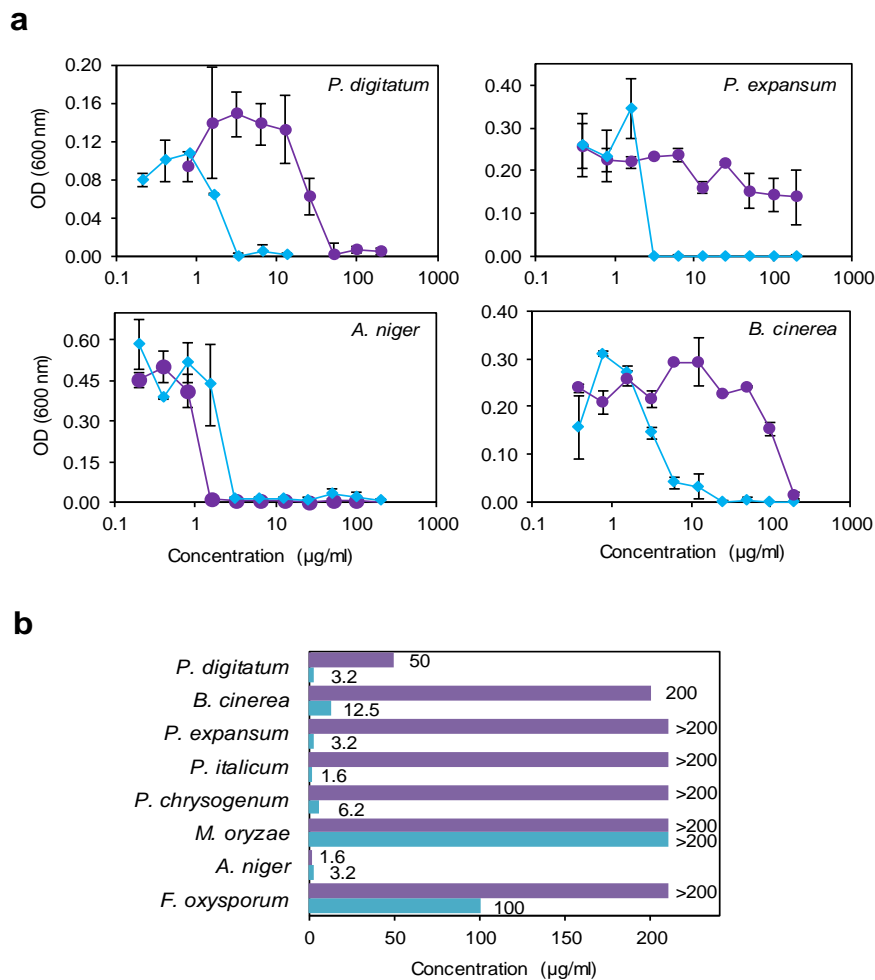 a
P. digitatum
0.20
0.16
0.12
0.08
0.04
0.00
OD (600 nm)
0.1 1 10 100 1000
P. expansum
0.40
0.30
0.20
0.10
0.00
0.1 1 10 100 1000
A. niger
0.60
0.45
0.30
0.15
0.00
OD (600 nm)
0.1 1 10 100 1000
Concentration (µg/ml)
B. cinerea
0.40
0.30
0.20
0.10
0.00
0.1 1 10 100 1000
Concentration (µg/ml)
b
P. digitatum 50
3.2
B. cinerea 200
12.5
P. expansum >200
3.2
P. italicum >200
1.6
P. chrysogenum >200
6.2
M. oryzae >200
>200
A. niger 1.6
3.2
F. oxysporum >200
100
0 50 100 150 200
Concentration (µg/ml)